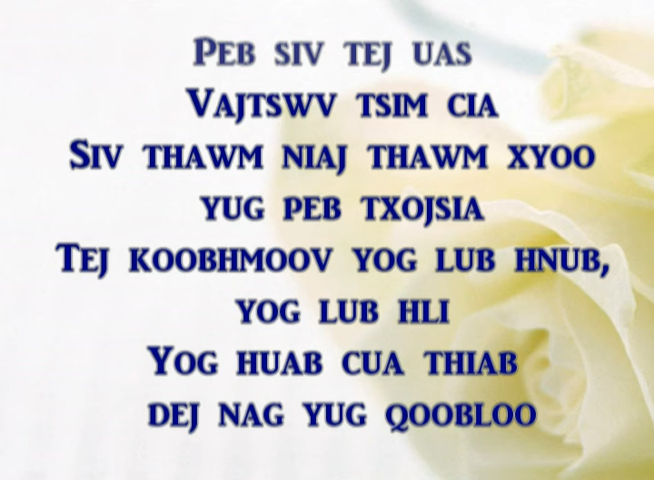 Peb siv tej uas
Vajtswv tsim cia
Siv thawm niaj thawm xyoo
yug peb txojsia
Tej koobhmoov yog lub hnub,
yog lub hli
Yog huab cua thiab
dej nag yug qoobloo